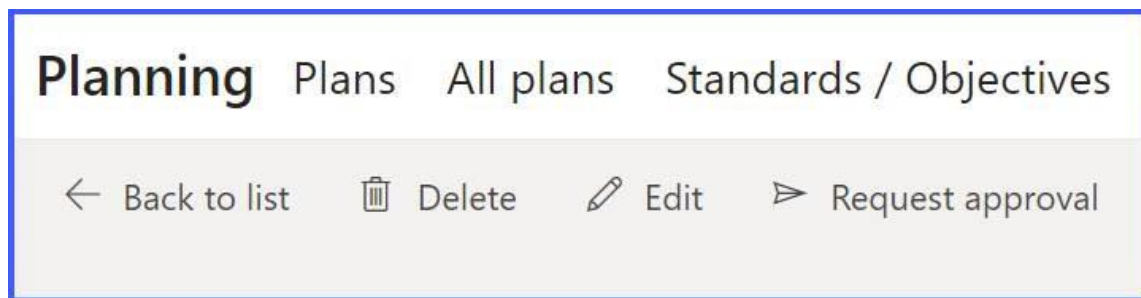 Planning Plans All plans Standards / Objectives
Back to list Delete Edit Request approval